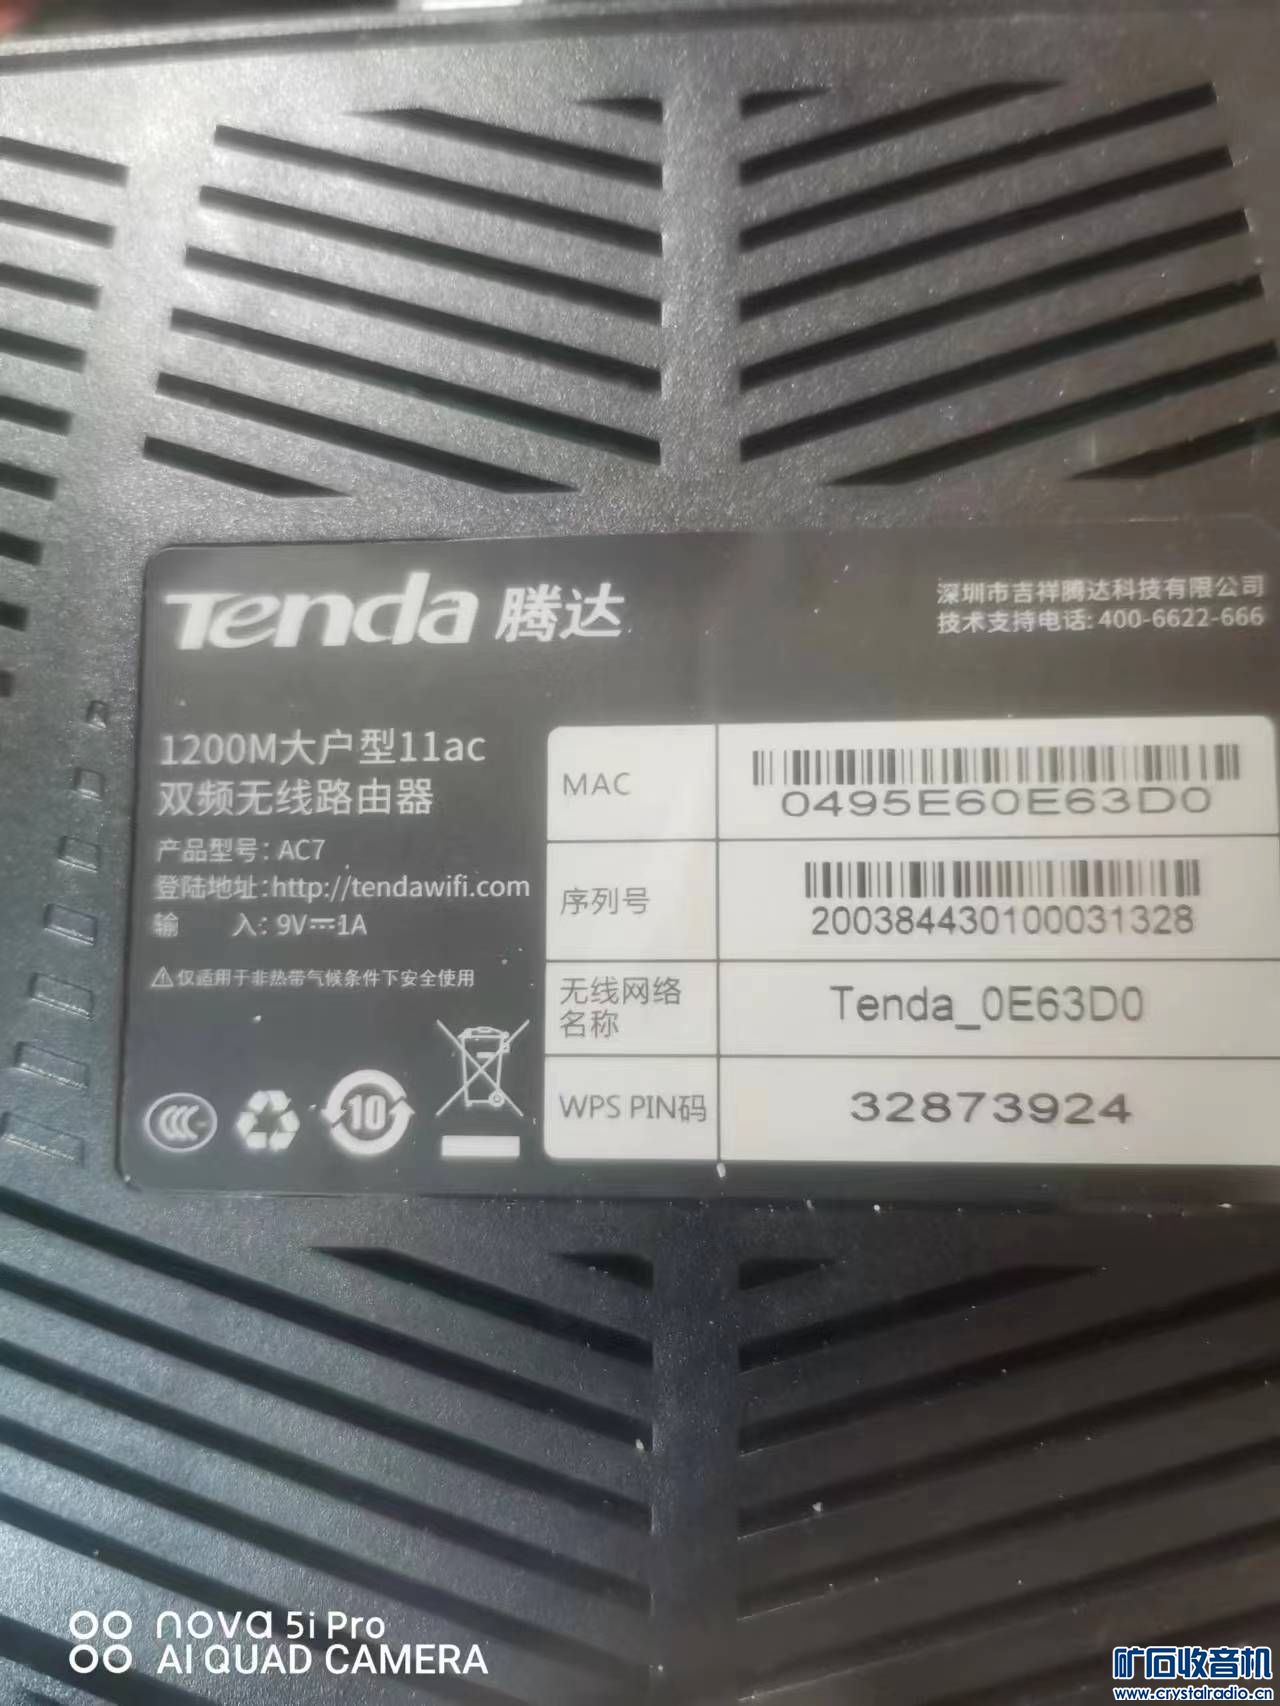 Tenda 腾达
深圳市吉祥腾达科技有限公司
技术支持电话: 400-6622-666
1200M大户型11ac
双频无线路由器
产品型号: AC7
登陆地址: http://tendawifi.com
输 入: 9V⎓1A
⚠仅适用于非热带气候条件下安全使用
CCC
10
MAC
0495E60E63D0
序列号
200384430100031328
无线网络
名称
Tenda_0E63D0
WPS PIN码
32873924
nova 5i Pro
AI QUAD CAMERA
矿石收音机
www.crystalradio.cn